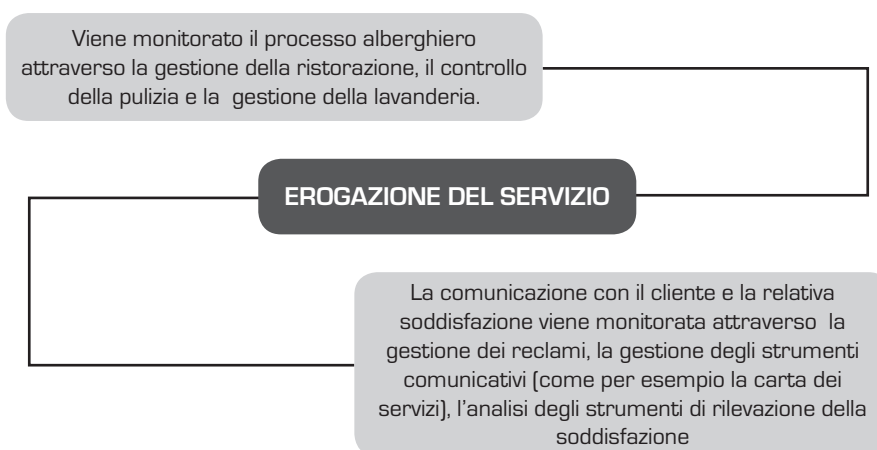 Viene monitorato il processo alberghiero
attraverso la gestione della ristorazione, il controllo
della pulizia e la gestione della lavanderia.
EROGAZIONE DEL SERVIZIO
La comunicazione con il cliente e la relativa
soddisfazione viene monitorata attraverso la
gestione dei reclami, la gestione degli strumenti
comunicativi (come per esempio la carta dei
servizi), l'analisi degli strumenti di rilevazione della
soddisfazione